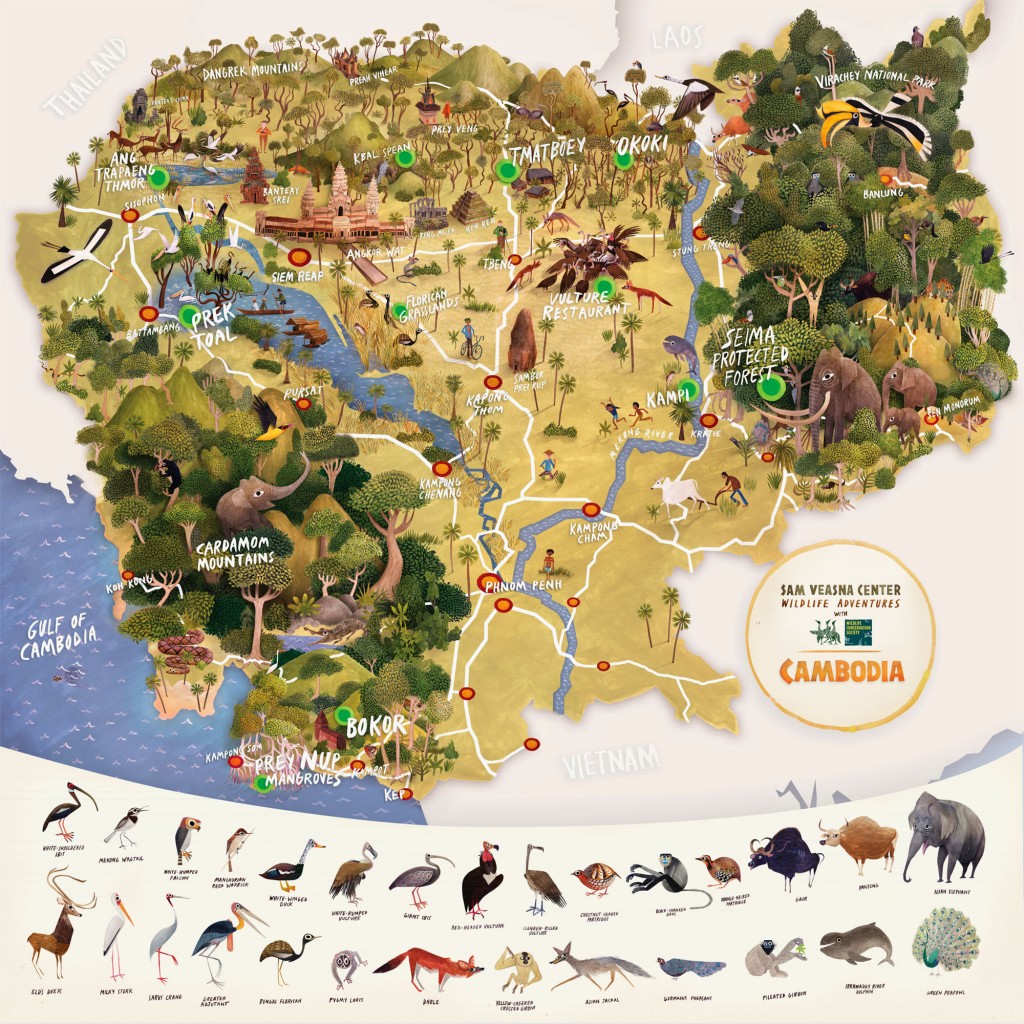 THAILAND
LAOS
DANGREK MOUNTAINS
PREAH VIHEAR
VIRACHEY NATIONAL PARK
PREY VENG
KBAL SPEAN
TMATBOEY
OKOKI
ANG
TRAPAENG
THMOR
SISOPHON
BANTEAY
SREI
BANLUNG
KOH KER
ANGKOR WAT
STUNG TRENG
SIEM REAP
TBENG
FLORICAN
GRASSLANDS
VULTURE
RESTAURANT
BATTAMBANG
PREK
TOAL
SEIMA
PROTECTED
FOREST
SAMBOR
PREI KUK
PURSAT
KAPONG
THOM
KAMPI
SEN MONORUM
MEKONG RIVER
KRATIE
KAMPONG
CHENANG
KAMPONG
CHAM
CARDAMOM
MOUNTAINS
KOH KONG
PHNOM PENH
GULF OF
CAMBODIA
SAM VEASNA CENTER
WILDLIFE ADVENTURES
WITH
WILDLIFE
CONSERVATION
SOCIETY
CAMBODIA
BOKOR
KAMPONG SOM
PREY NUP
MANGROVES
KAMPOT
KEP
VIETNAM
WHITE-SHOULDERED
IBIS
MEKONG WAGTAIL
WHITE-RUMPED
FALCON
MANCHURIAN
REED WARBLER
WHITE-WINGED
DUCK
WHITE-RUMPED
VULTURE
GIANT IBIS
RED-HEADED VULTURE
SLENDER-BILLED
VULTURE
CHESTNUT-HEADED
PARTRIDGE
BLACK-SHANKED
DOUC
ORANGE-NECKED
PARTRIDGE
GAUR
BANTENG
ASIAN ELEPHANT
ELD'S DEER
MILKY STORK
SARUS CRANE
GREATER
ADJUTANT
BENGAL FLORICAN
PYGMY LORIS
DHOLE
YELLOW-CHEEKED
CRESTED GIBBON
ASIAN JACKAL
GERMAINS PHEASANT
PILEATED GIBBON
IRRAWADDY RIVER
DOLPHIN
GREEN PEAFOWL